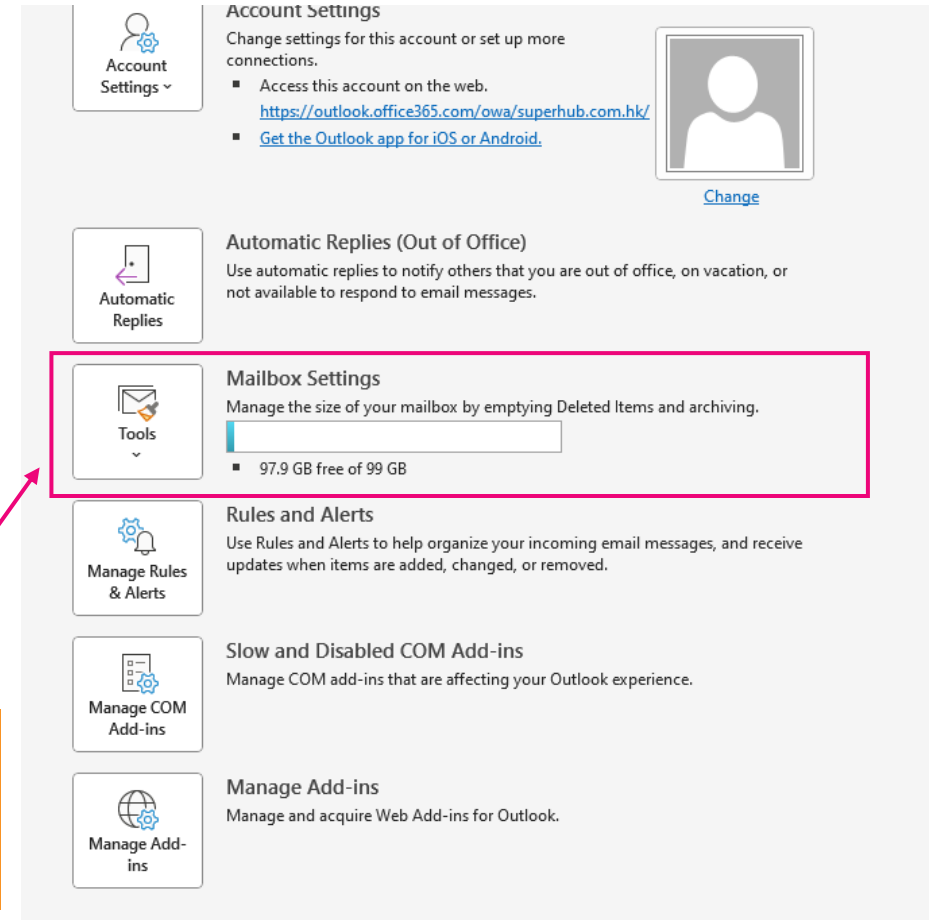 Account Settings
Account
Settings
Change settings for this account or set up more
connections.
Access this account on the web.
https://outlook.office365.com/owa/superhub.com.hk/
Get the Outlook app for iOS or Android.
Change
Automatic
Replies
Automatic Replies (Out of Office)
Use automatic replies to notify others that you are out of office, on vacation, or
not available to respond to email messages.
Tools
Mailbox Settings
Manage the size of your mailbox by emptying Deleted Items and archiving.
97.9 GB free of 99 GB
Manage Rules
& Alerts
Rules and Alerts
Use Rules and Alerts to help organize your incoming email messages, and receive
updates when items are added, changed, or removed.
Manage COM
Add-ins
Slow and Disabled COM Add-ins
Manage COM add-ins that are affecting your Outlook experience.
Manage Add-
ins
Manage Add-ins
Manage and acquire Web Add-ins for Outlook.